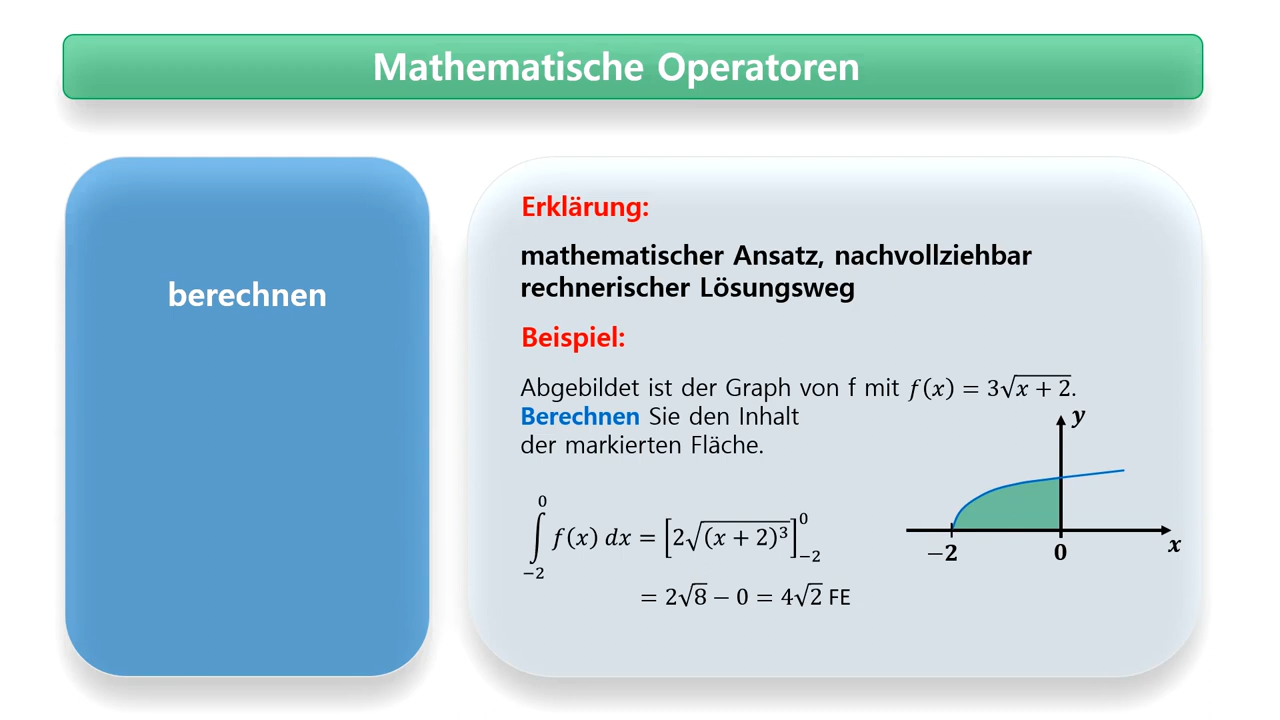 Mathematische Operatoren
berechnen
Erklärung:
mathematischer Ansatz, nachvollziehbar
rechnerischer Lösungsweg
Beispiel:
Abgebildet ist der Graph von f mit f(x) = 3√(x + 2).
Berechnen Sie den Inhalt
der markierten Fläche.
∫₋₂⁰ f(x) dx = [2√((x + 2)³)]₋₂⁰
= 2√8 − 0 = 4√2 FE
y
−2
0
x